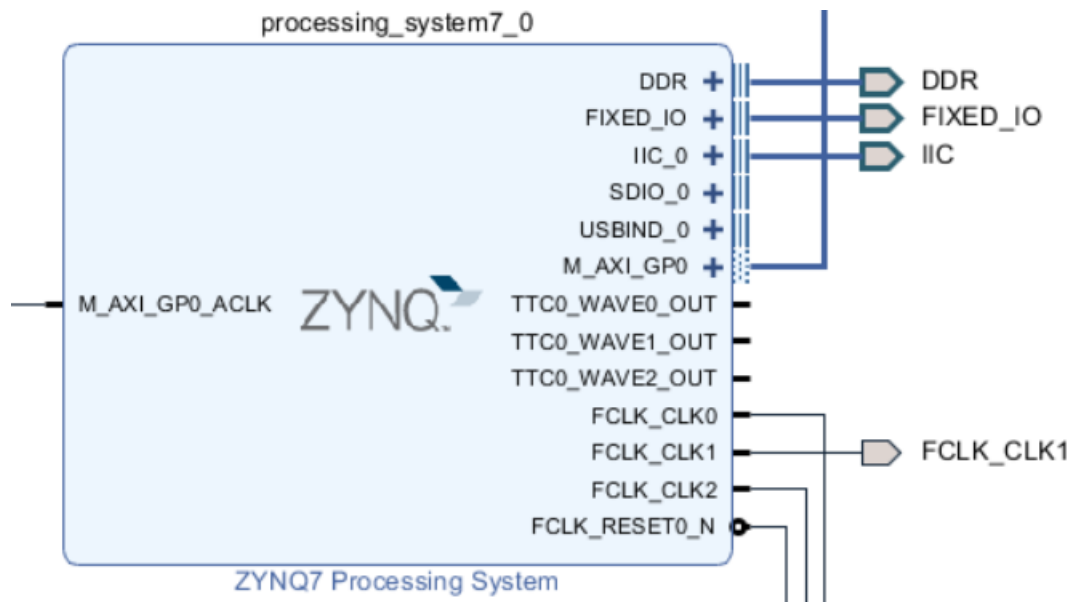 processing_system7_0
DDR
DDR
FIXED_IO
FIXED_IO
IIC_0
IIC
SDIO_0
USBIND_0
M_AXI_GP0
M_AXI_GP0_ACLK
ZYNQ
TM
TTC0_WAVE0_OUT
TTC0_WAVE1_OUT
TTC0_WAVE2_OUT
FCLK_CLK0
FCLK_CLK1
FCLK_CLK1
FCLK_CLK2
FCLK_RESET0_N
ZYNQ7 Processing System